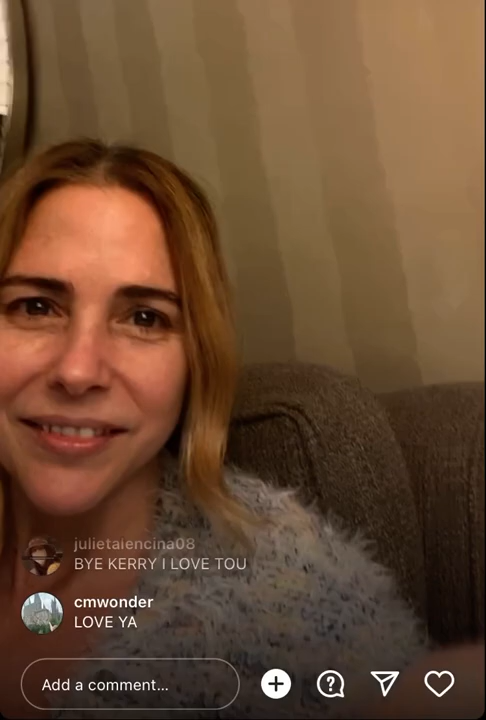 julietaiencina08
BYE KERRY I LOVE TOU
cmwonder
LOVE YA
Add a comment...